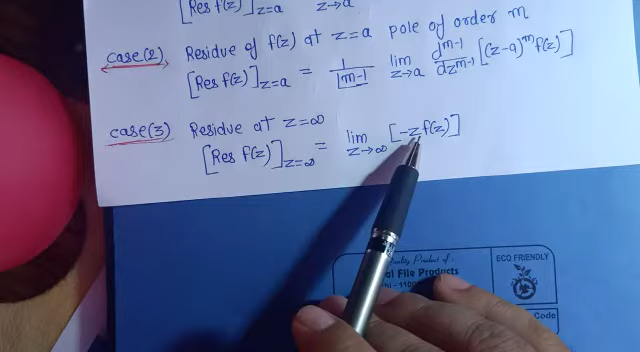 [Res f(z)]z=a z→a
case(2) Residue of f(z) at z=a pole of order m
[Res f(z)]z=a = 1/|m-1 lim z→a d^m-1/dz^m-1 [(z-a)^m f(z)]
case(3) Residue at z=∞
[Res f(z)]z=∞ = lim z→∞ [-z f(z)]
Product of :
File Products
ECO FRIENDLY
Code